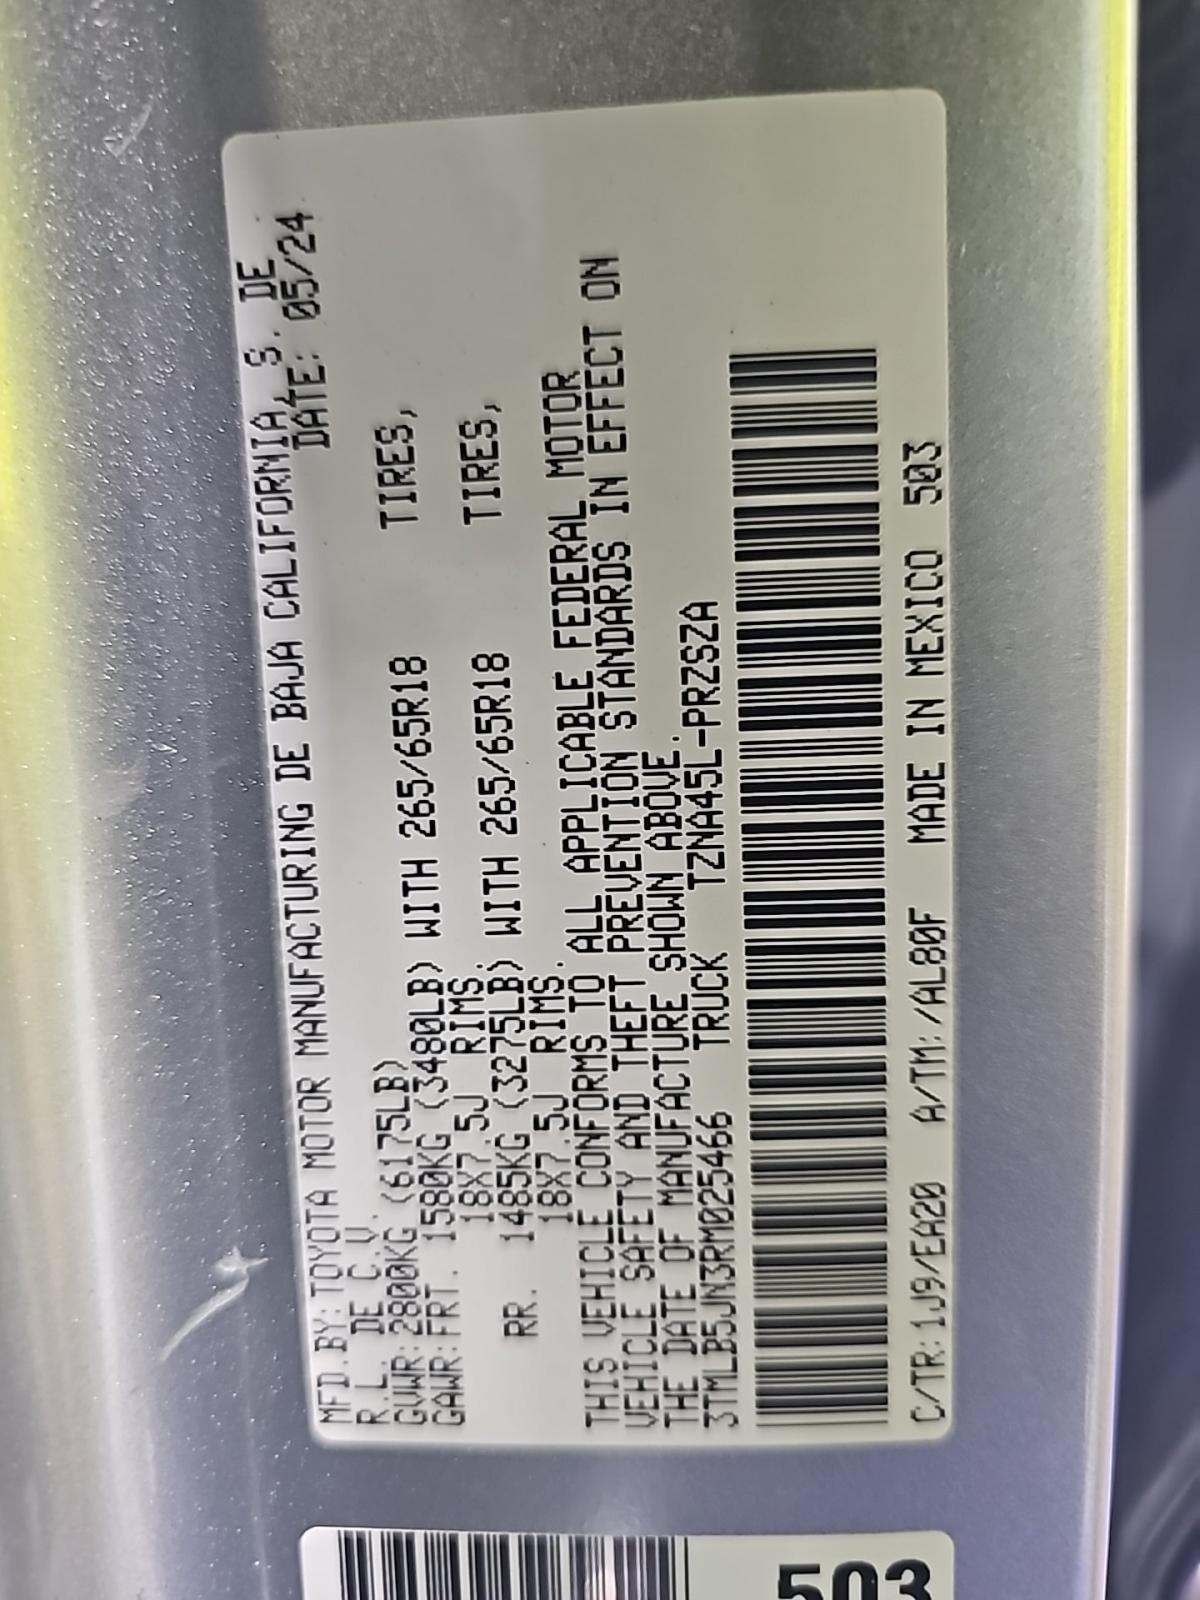 MFD.BY:TOYOTA MOTOR MANUFACTURING DE BAJA CALIFORNIA, S. DE
R.L. DE C.V. DATE: 05/24
GVWR:2800KG (6175LB)
GAWR:FRT. 1580KG (3480LB) WITH 265/65R18 TIRES,
18X7.5J RIMS.
RR. 1485KG (3275LB) WITH 265/65R18 TIRES,
18X7.5J RIMS.
THIS VEHICLE CONFORMS TO ALL APPLICABLE FEDERAL MOTOR
VEHICLE SAFETY AND THEFT PREVENTION STANDARDS IN EFFECT ON
THE DATE OF MANUFACTURE SHOWN ABOVE.
3TMLB5JN3RM025466 TRUCK TZNA45L-PRZSZA
C/TR:1J9/EA20 A/TM:/AL80F MADE IN MEXICO 503
503